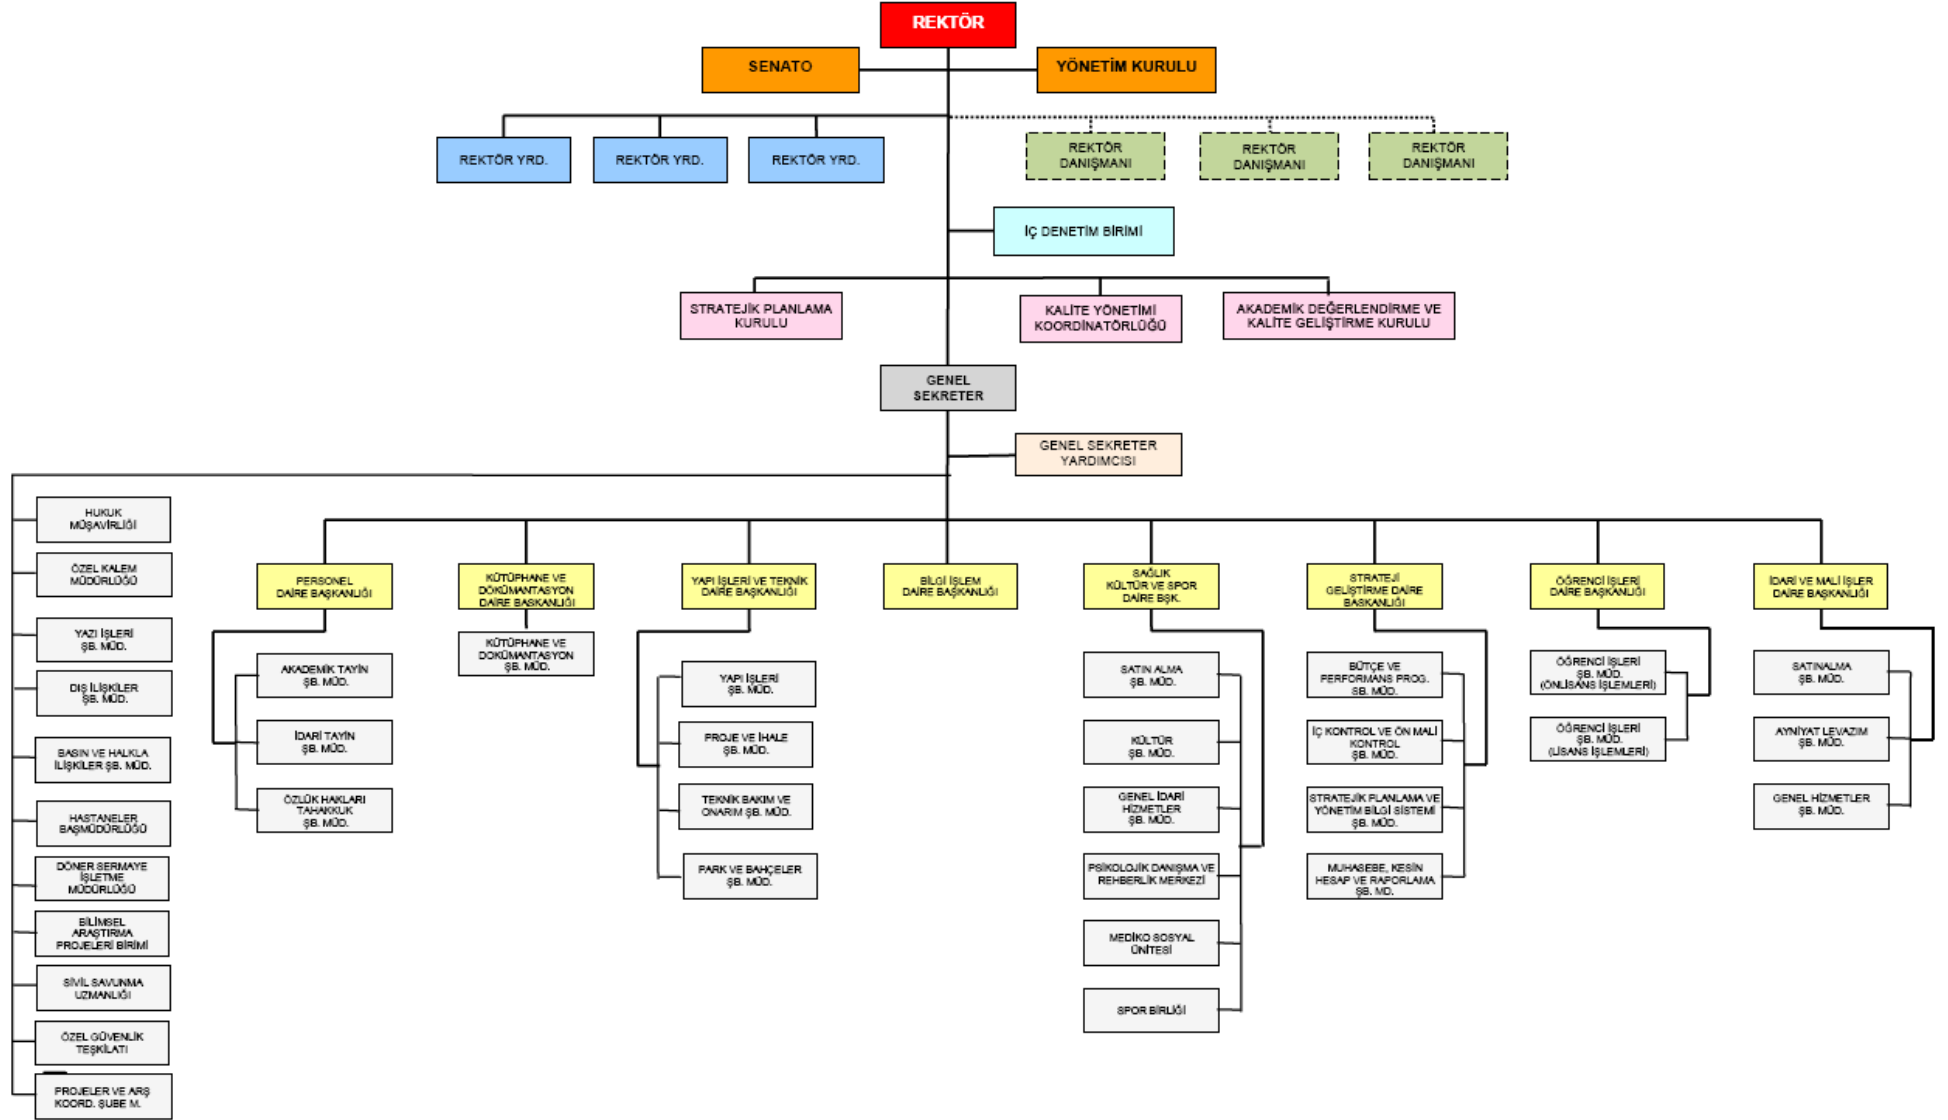 REKTÖR
SENATO
YÖNETİM KURULU
REKTÖR YRD.
REKTÖR YRD.
REKTÖR YRD.
REKTÖR
DANIŞMANI
REKTÖR
DANIŞMANI
REKTÖR
DANIŞMANI
İÇ DENETİM BİRİMİ
STRATEJİK PLANLAMA
KURULU
KALİTE YÖNETİMİ
KOORDİNATÖRLÜĞÜ
AKADEMİK DEĞERLENDİRME VE
KALİTE GELİŞTİRME KURULU
GENEL
SEKRETER
GENEL SEKRETER
YARDIMCISI
HUKUK
MÜŞAVİRLİĞİ
ÖZEL KALEM
MÜDÜRLÜĞÜ
YAZI İŞLERİ
ŞB. MÜD.
DIŞ İLİŞKİLER
ŞB. MÜD.
BASIN VE HALKLA
İLİŞKİLER ŞB. MÜD.
HASTANELER
BAŞMÜDÜRLÜĞÜ
DÖNER SERMAYE
İŞLETME
MÜDÜRLÜĞÜ
BİLİMSEL
ARAŞTIRMA
PROJELERİ BİRİMİ
SİVİL SAVUNMA
UZMANLIĞI
ÖZEL GÜVENLİK
TEŞKİLATI
PROJELER VE ARŞ
KOORD. ŞUBE M.
PERSONEL
DAİRE BAŞKANLIĞI
AKADEMİK TAYİN
ŞB. MÜD.
İDARİ TAYİN
ŞB. MÜD.
ÖZLÜK HAKLARI
TAHAKKUK
ŞB. MÜD.
KÜTÜPHANE VE
DOKÜMANTASYON
DAİRE BAŞKANLIĞI
KÜTÜPHANE VE
DOKÜMANTASYON
ŞB. MÜD.
YAPI İŞLERİ VE TEKNİK
DAİRE BAŞKANLIĞI
YAPI İŞLERİ
ŞB. MÜD.
PROJE VE İHALE
ŞB. MÜD.
TEKNİK BAKIM VE
ONARIM ŞB. MÜD.
PARK VE BAHÇELER
ŞB. MÜD.
BİLGİ İŞLEM
DAİRE BAŞKANLIĞI
SAĞLIK
KÜLTÜR VE SPOR
DAİRE BŞK.
SATIN ALMA
ŞB. MÜD.
KÜLTÜR
ŞB. MÜD.
GENEL İDARİ
HİZMETLER
ŞB. MÜD.
PSİKOLOJİK DANIŞMA VE
REHBERLİK MERKEZİ
MEDİKO SOSYAL
ÜNİTESİ
SPOR BİRLİĞİ
STRATEJİ
GELİŞTİRME DAİRE
BAŞKANLIĞI
BÜTÇE VE
PERFORMANS PROG.
ŞB. MÜD.
İÇ KONTROL VE ÖN MALİ
KONTROL
ŞB. MÜD.
STRATEJİK PLANLAMA VE
YÖNETİM BİLGİ SİSTEMİ
ŞB. MÜD.
MUHASEBE, KESİN
HESAP VE RAPORLAMA
ŞB. MD.
ÖĞRENCİ İŞLERİ
DAİRE BAŞKANLIĞI
ÖĞRENCİ İŞLERİ
ŞB. MÜD.
(ÖNLİSANS İŞLEMLERİ)
ÖĞRENCİ İŞLERİ
ŞB. MÜD.
(LİSANS İŞLEMLERİ)
İDARİ VE MALİ İŞLER
DAİRE BAŞKANLIĞI
SATINALMA
ŞB. MÜD.
AYNİYAT LEVAZIM
ŞB. MÜD.
GENEL HİZMETLER
ŞB. MÜD.